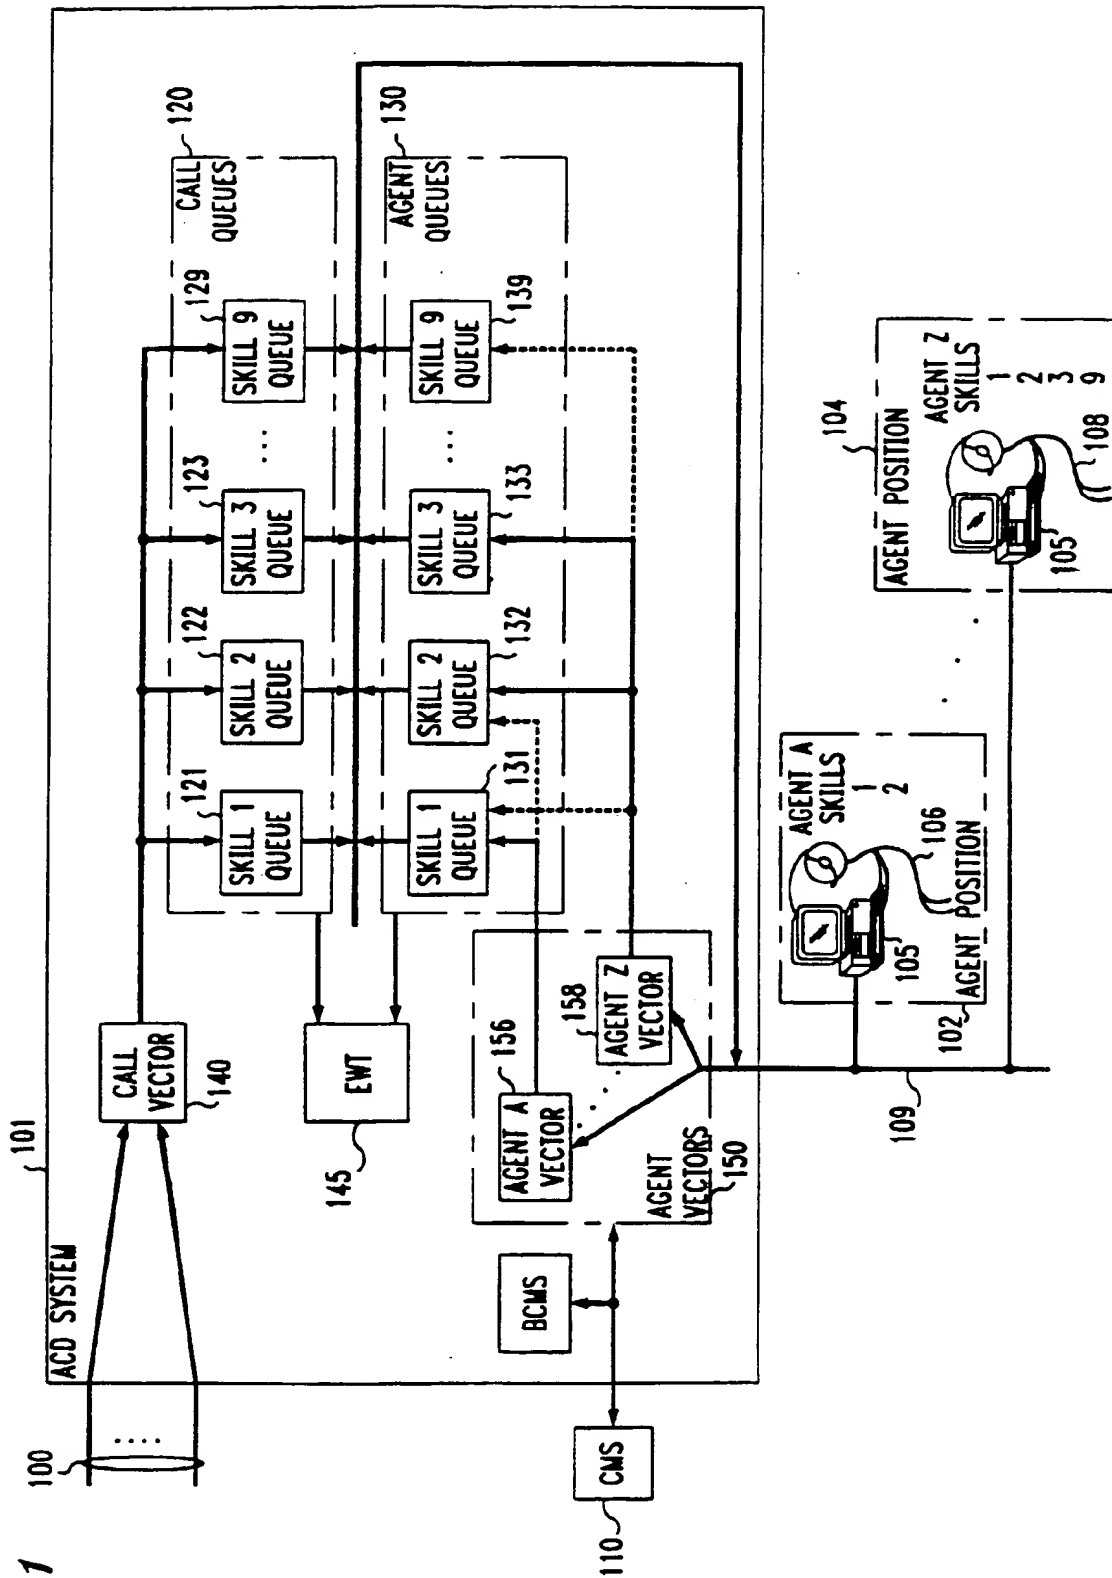 1
100
ACD SYSTEM
101
CALL
VECTOR
140
120
CALL
QUEUES
121
SKILL 1
QUEUE
122
SKILL 2
QUEUE
123
SKILL 3
QUEUE
...
129
SKILL 9
QUEUE
EWT
145
130
AGENT
QUEUES
SKILL 1
QUEUE
131
SKILL 2
QUEUE
132
SKILL 3
QUEUE
133
...
SKILL 9
QUEUE
139
CMS
110
BCMS
156
AGENT A
VECTOR
158
AGENT Z
VECTOR
AGENT
VECTORS
150
109
AGENT A
SKILLS
1
2
105
106
AGENT POSITION
102
104
AGENT POSITION
AGENT Z
SKILLS
1
2
3
9
105
108